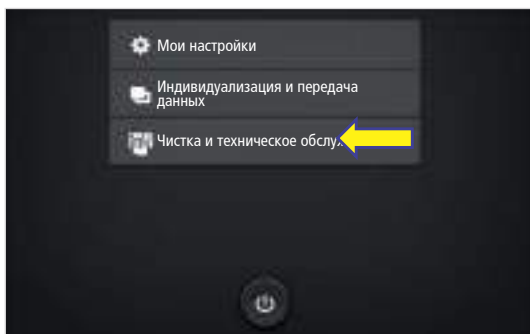 Мои настройки
Индивидуализация и передача
данных
Чистка и техническое обслу